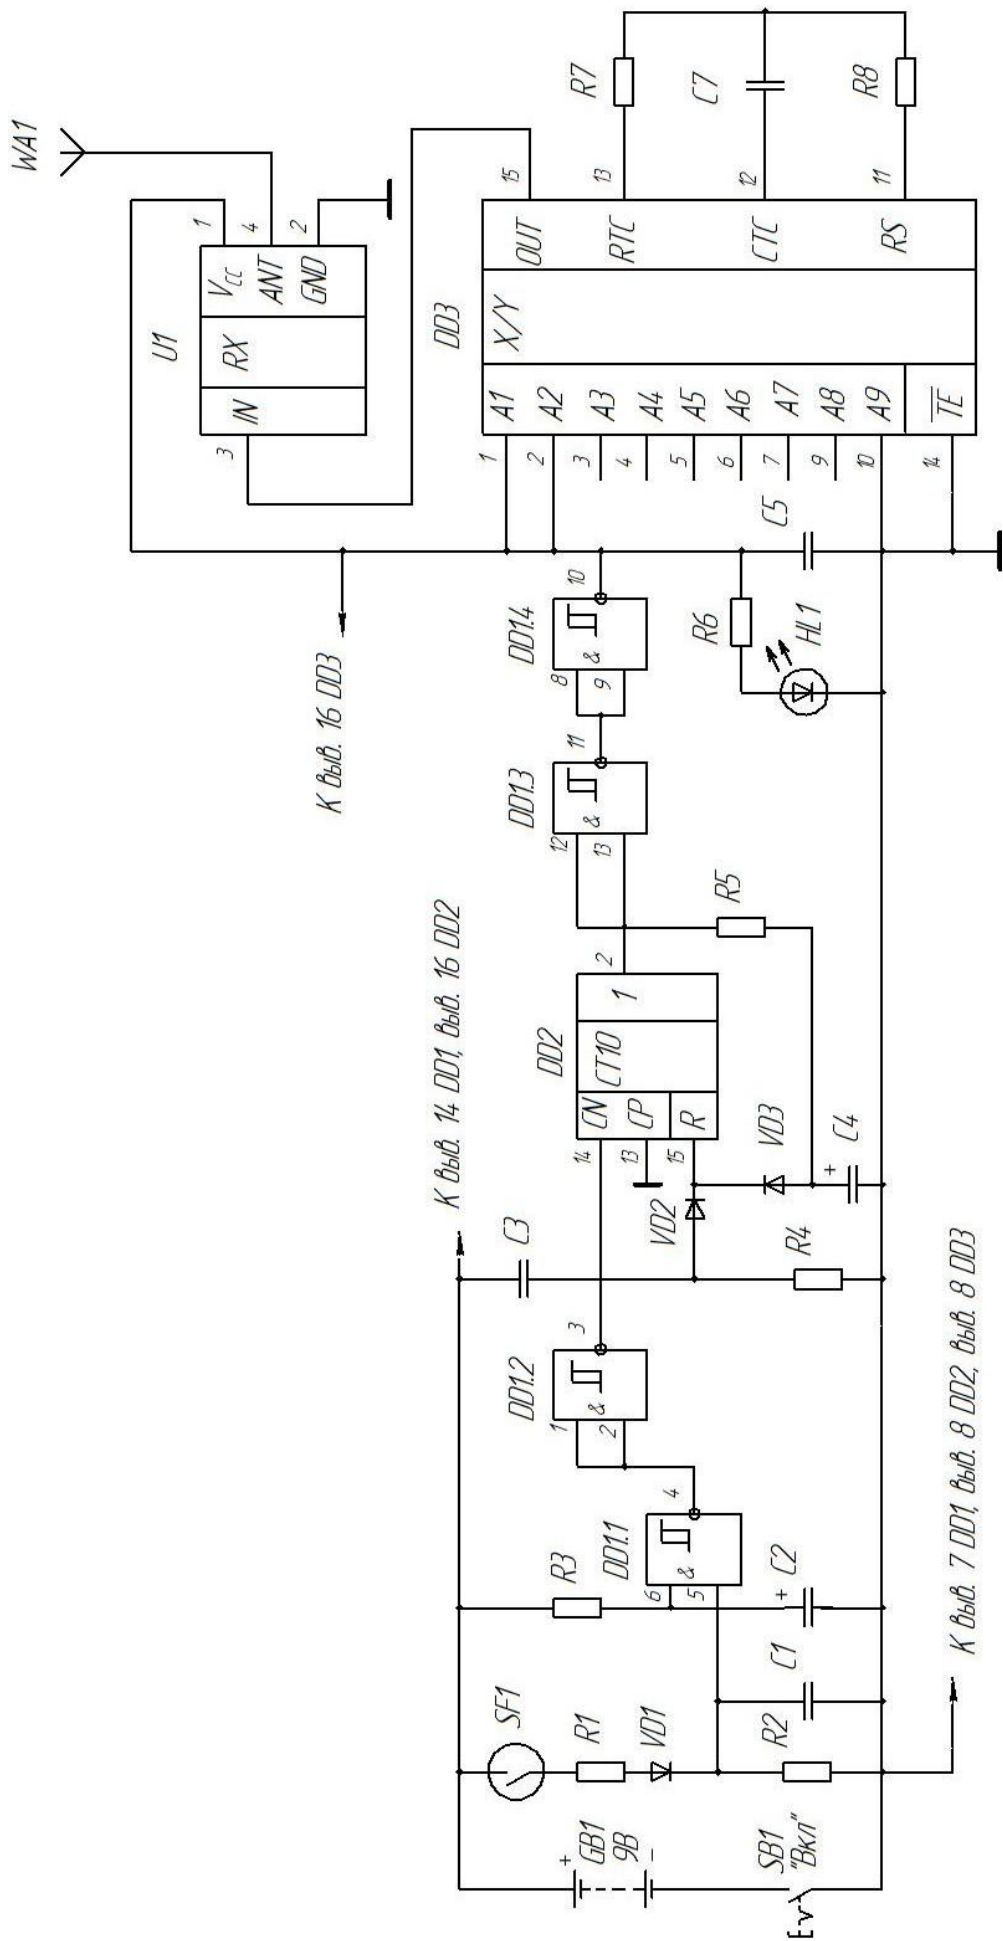 GB1
+
9В
–
SB1
"Вкл"
SF1
R1
VD1
R2
C1
R3
C2
+
DD1.1
6
5
&
4
DD1.2
1
2
&
3
К выв. 14 DD1, выв. 16 DD2
C3
R4
VD2
VD3
C4
+
DD2
14
13
15
CN
CP
R
CT10
1
2
R5
DD1.3
12
13
&
11
DD1.4
8
9
&
10
К выв. 16 DD3
R6
HL1
C5
U1
3
IN
RX
Vcc
ANT
GND
1
4
2
WA1
DD3
1
2
3
4
5
6
7
9
10
14
A1
A2
A3
A4
A5
A6
A7
A8
A9
TE
X/Y
OUT
RTC
CTC
RS
15
13
12
11
R7
C7
R8
К выв. 7 DD1, выв. 8 DD2, выв. 8 DD3